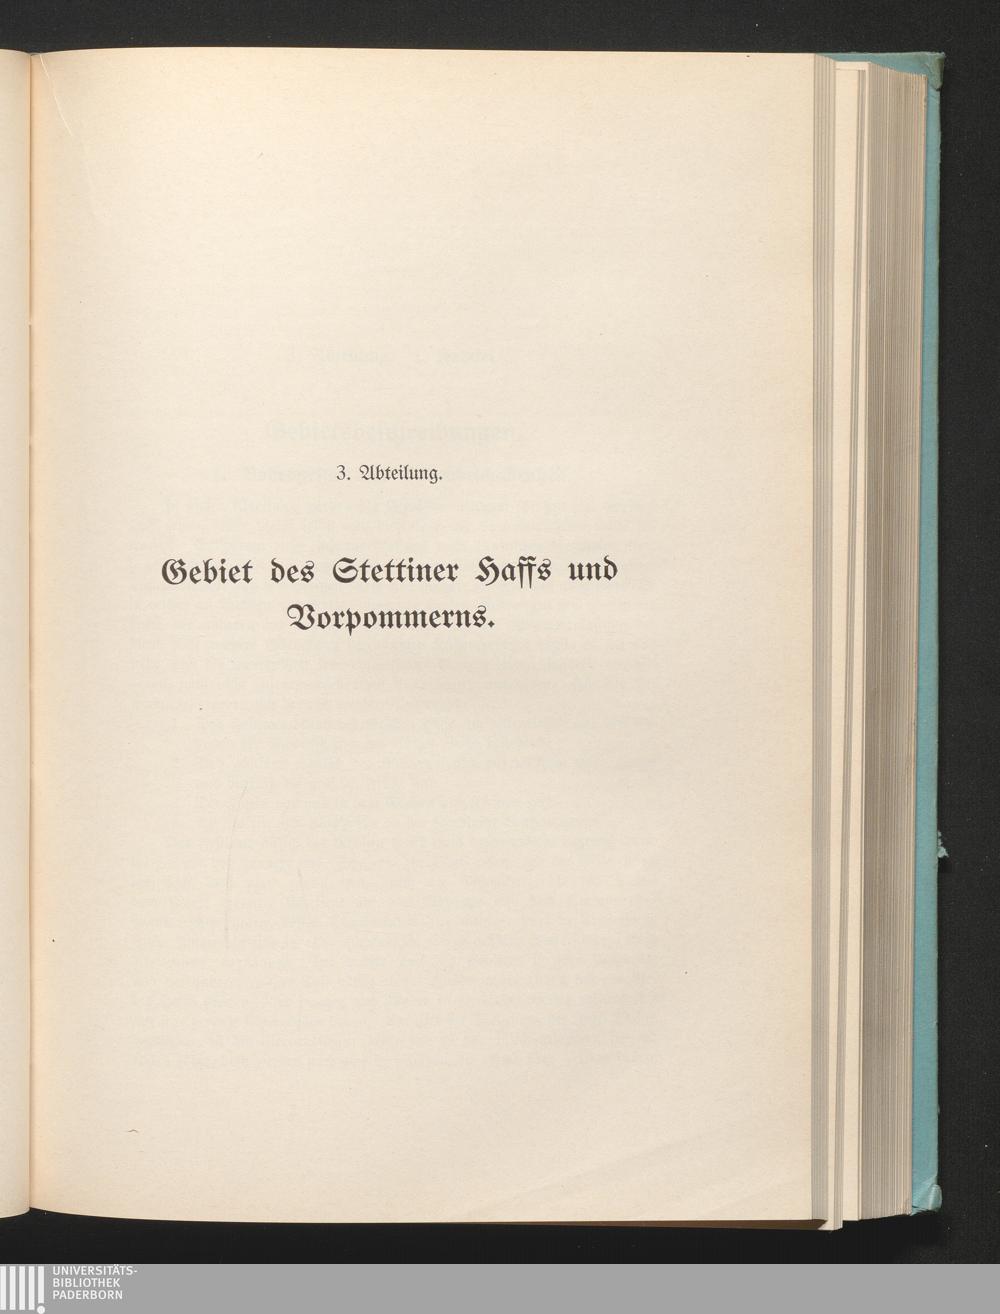 3. Abteilung.
Gebiet des Stettiner Haffs und
Vorpommerns.
UNIVERSITÄTS-
BIBLIOTHEK
PADERBORN